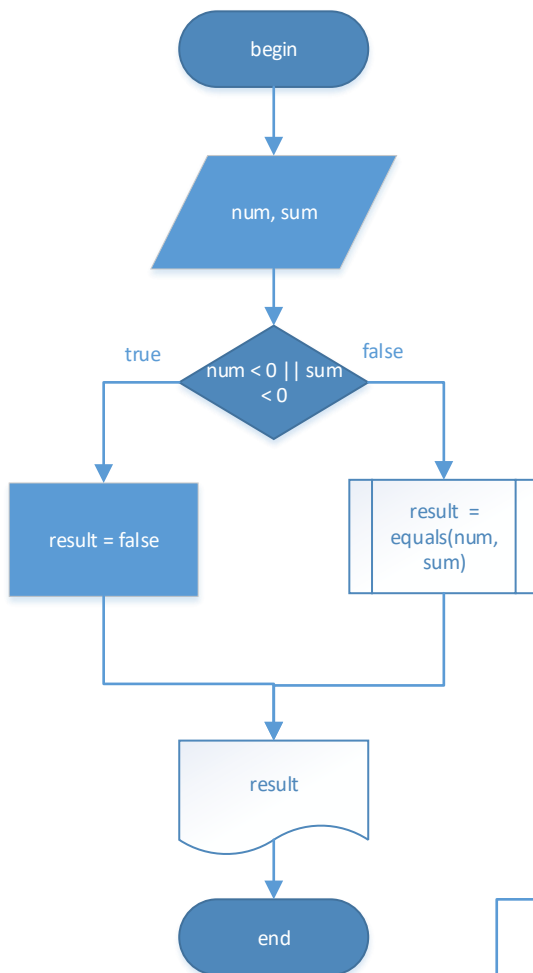 begin
num, sum
true
false
num < 0 || sum
< 0
result = false
result  =
equals(num,
sum)
result
end